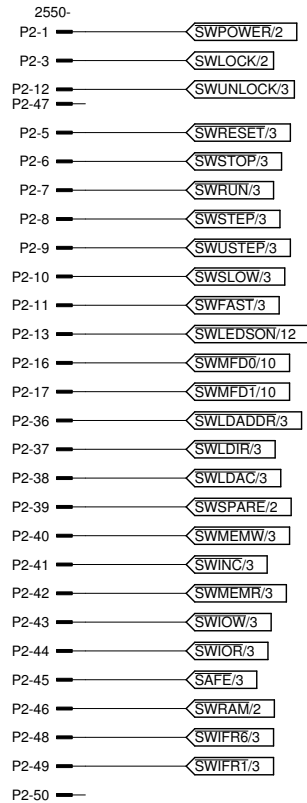 2550-
P2-1 SWPOWER/2
P2-3 SWLOCK/2
P2-12 SWUNLOCK/3
P2-47
P2-5 SWRESET/3
P2-6 SWSTOP/3
P2-7 SWRUN/3
P2-8 SWSTEP/3
P2-9 SWUSTEP/3
P2-10 SWSLOW/3
P2-11 SWFAST/3
P2-13 SWLEDSON/12
P2-16 SWMFD0/10
P2-17 SWMFD1/10
P2-36 SWLDADDR/3
P2-37 SWLDIR/3
P2-38 SWLDAC/3
P2-39 SWSPARE/2
P2-40 SWMEMW/3
P2-41 SWINC/3
P2-42 SWMEMR/3
P2-43 SWIOW/3
P2-44 SWIOR/3
P2-45 SAFE/3
P2-46 SWRAM/2
P2-48 SWIFR6/3
P2-49 SWIFR1/3
P2-50